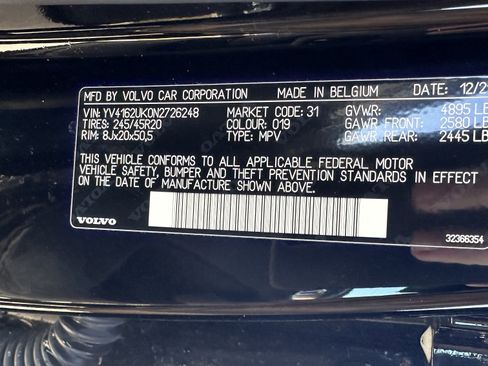 MFD BY VOLVO CAR CORPORATION MADE IN BELGIUM DATE: 12/2
VIN: YV4162UK0N2726248 MARKET CODE: 31 GVWR: 4895 LB
TIRES: 245/45R20 COLOUR: 019 GAWR FRONT: 2580 LB
RIM: 8Jx20x50,5 TYPE: MPV GAWR REAR: 2445 LB
THIS VEHICLE CONFORMS TO ALL APPLICABLE FEDERAL MOTOR
VEHICLE SAFETY, BUMPER AND THEFT PREVENTION STANDARDS IN EFFECT
ON THE DATE OF MANUFACTURE SHOWN ABOVE.
VOLVO 32366354